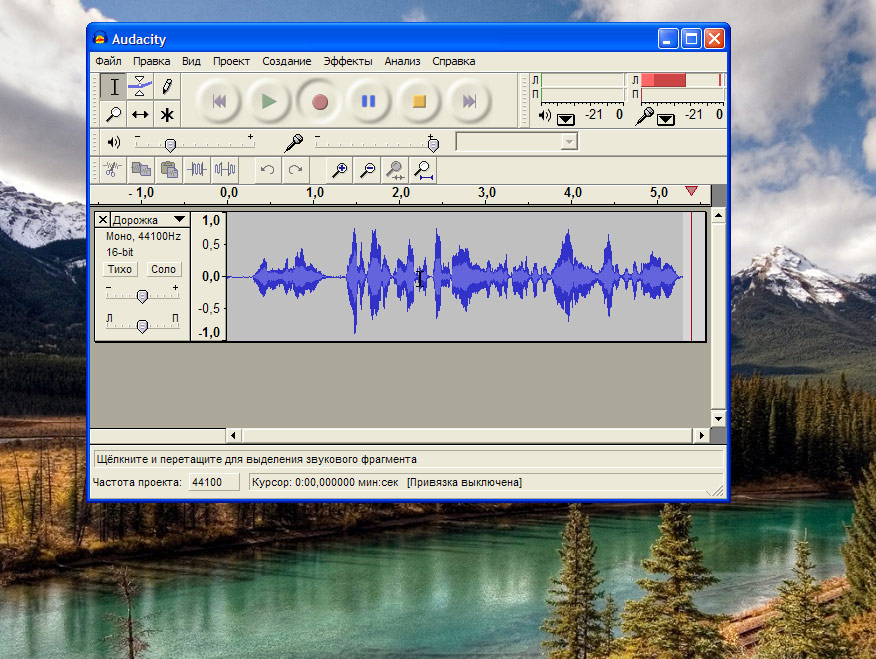 Audacity
Файл Правка Вид Проект Создание Эффекты Анализ Справка
Л
П
-21 0
Л
П
-21 0
- + - +
- 1,0 0,0 1,0 2,0 3,0 4,0 5,0
Дорожка
Моно, 44100Hz
16-bit
Тихо Соло
- +
Л П
1,0
0,5
0,0
-0,5
-1,0
Щёлкните и перетащите для выделения звукового фрагмента
Частота проекта: 44100 Курсор: 0:00,000000 мин:сек [Привязка выключена]